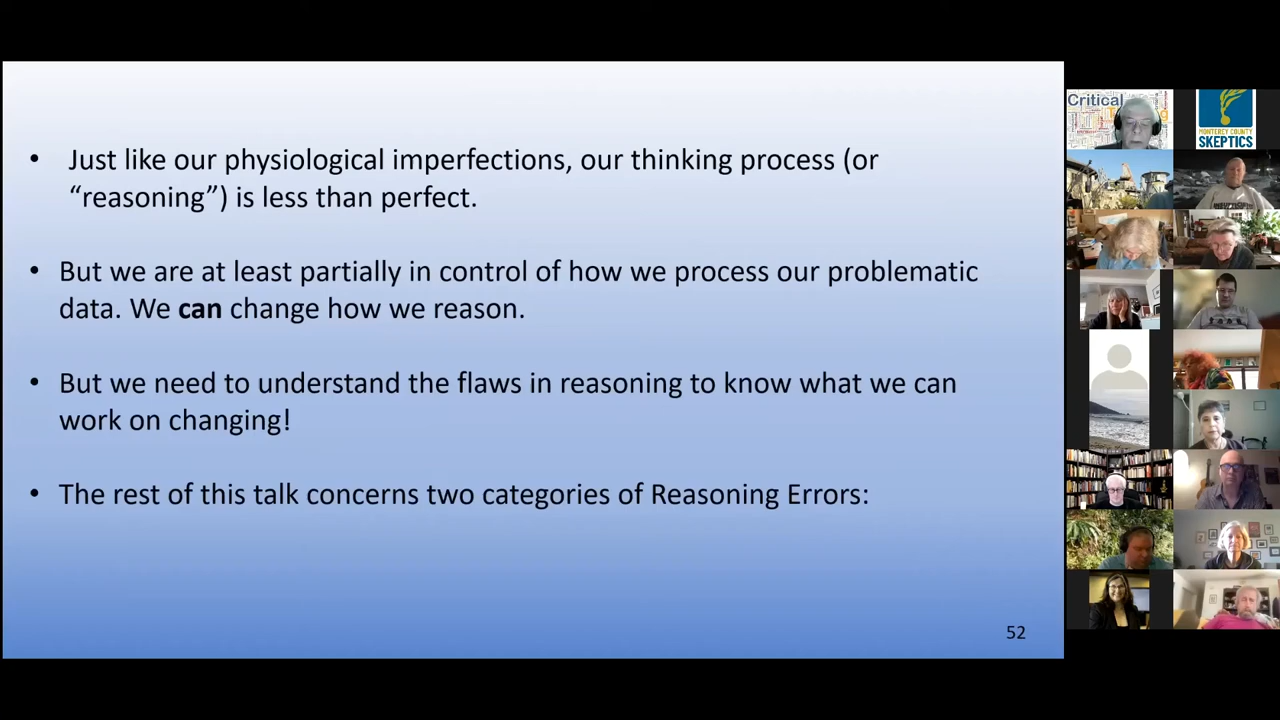 • Just like our physiological imperfections, our thinking process (or
“reasoning”) is less than perfect.
• But we are at least partially in control of how we process our problematic
data. We can change how we reason.
• But we need to understand the flaws in reasoning to know what we can
work on changing!
• The rest of this talk concerns two categories of Reasoning Errors:
52
Critical
MONTEREY COUNTY
SKEPTICS